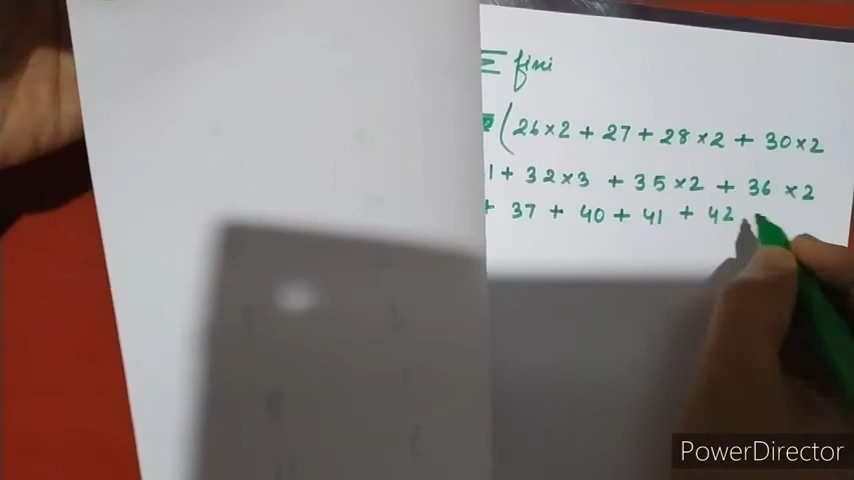 Σ fixi
(26×2 + 27 + 28×2 + 30×2
1 + 32×3 + 35×2 + 36×2
+ 37 + 40 + 41 + 42
PowerDirector